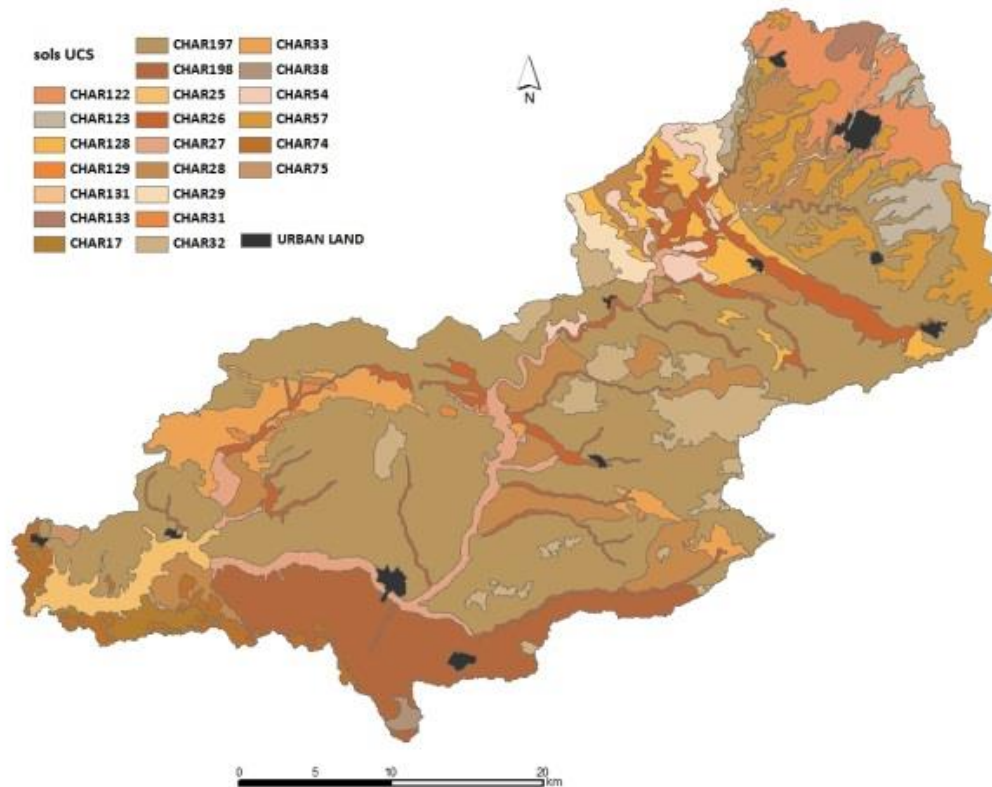 sols UCS
CHAR122
CHAR123
CHAR128
CHAR129
CHAR131
CHAR133
CHAR17
CHAR197
CHAR198
CHAR25
CHAR26
CHAR27
CHAR28
CHAR29
CHAR31
CHAR32
CHAR33
CHAR38
CHAR54
CHAR57
CHAR74
CHAR75
URBAN LAND
N
0 5 10 20
km